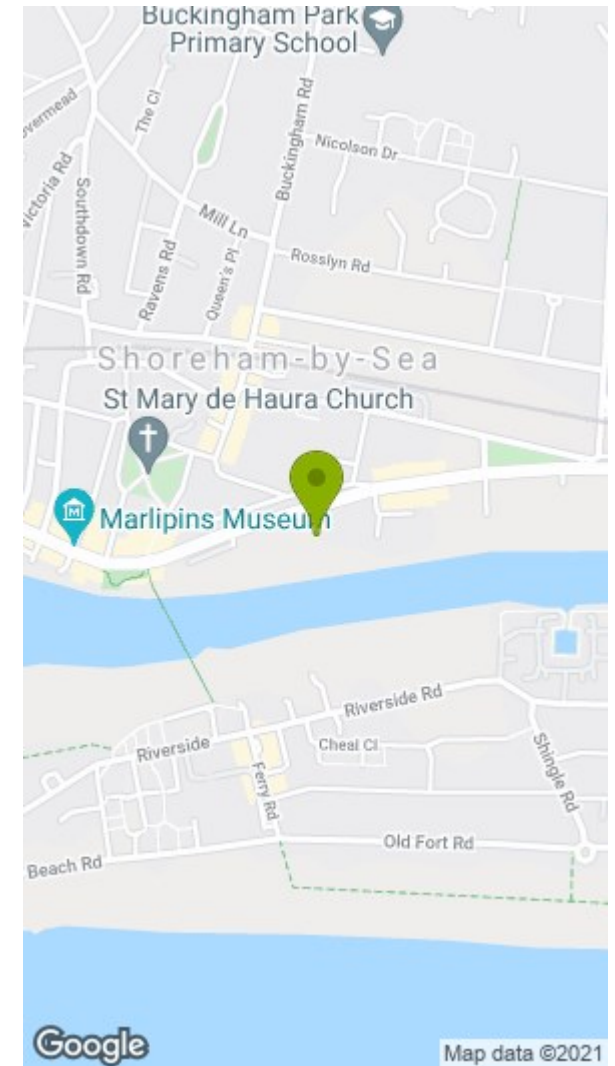 Buckingham Park
Primary School
overmead
The Cl
Buckingham Rd
Nicolson Dr
Victoria Rd
Southdown Rd
Mill Ln
Ravens Rd
Queen's Pl
Rosslyn Rd
Shoreham-by-Sea
St Mary de Haura Church
Marlipins Museum
Riverside Rd
Riverside
Cheal Cl
Ferry Rd
Shingle Rd
Old Fort Rd
Beach Rd
Google
Map data ©2021